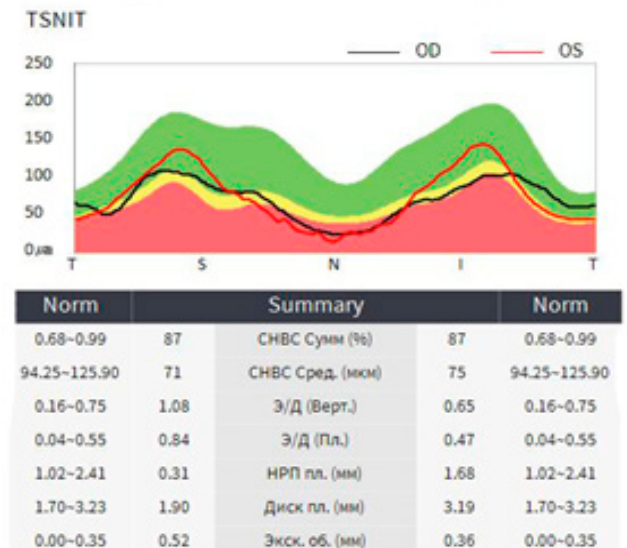 TSNIT
OD OS
250
200
150
100
50
0
T S N I T
Norm Summary Norm
0.68~0.99 87 СНВС Сумм (%) 87 0.68~0.99
94.25~125.90 71 СНВС Сред. (мкм) 75 94.25~125.90
0.16~0.75 1.08 Э/Д (Верт.) 0.65 0.16~0.75
0.04~0.55 0.84 Э/Д (Пл.) 0.47 0.04~0.55
1.02~2.41 0.31 НРП пл. (мм) 1.68 1.02~2.41
1.70~3.23 1.90 Диск пл. (мм) 3.19 1.70~3.23
0.00~0.35 0.52 Экск. об. (мм) 0.36 0.00~0.35